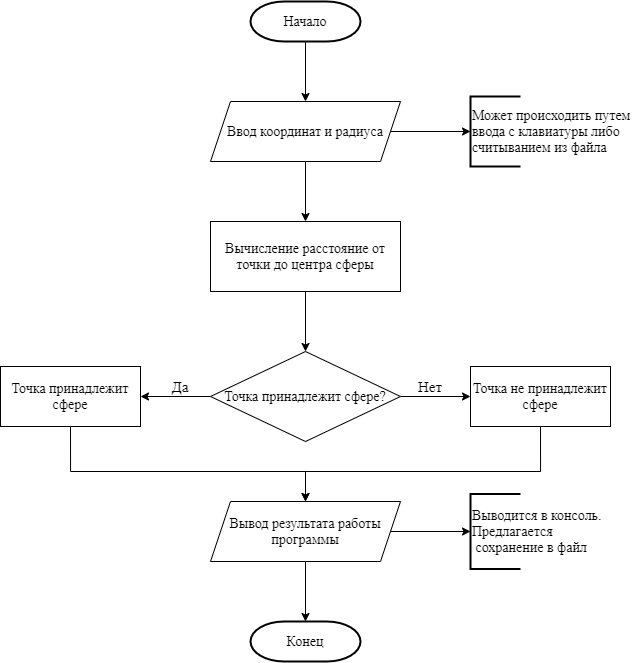 Начало
Ввод координат и радиуса
Может происходить путем
ввода с клавиатуры либо
считыванием из файла
Вычисление расстояние от
точки до центра сферы
Точка принадлежит
сфере
Да
Точка принадлежит сфере?
Нет
Точка не принадлежит
сфере
Вывод результата работы
программы
Выводится в консоль.
Предлагается
сохранение в файл
Конец